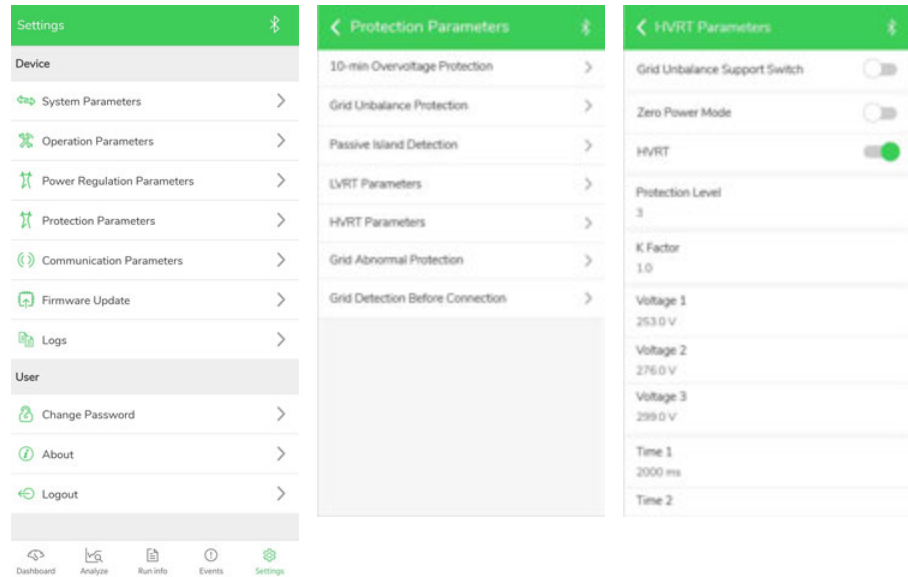 Settings
Device
System Parameters
Operation Parameters
Power Regulation Parameters
Protection Parameters
Communication Parameters
Firmware Update
Logs
User
Change Password
About
Logout
Dashboard
Analyze
Run info
Events
Settings
Protection Parameters
10-min Overvoltage Protection
Grid Unbalance Protection
Passive Island Detection
LVRT Parameters
HVRT Parameters
Grid Abnormal Protection
Grid Detection Before Connection
HVRT Parameters
Grid Unbalance Support Switch
Zero Power Mode
HVRT
Protection Level
3
K Factor
1.0
Voltage 1
253.0 V
Voltage 2
276.0 V
Voltage 3
299.0 V
Time 1
2000 ms
Time 2